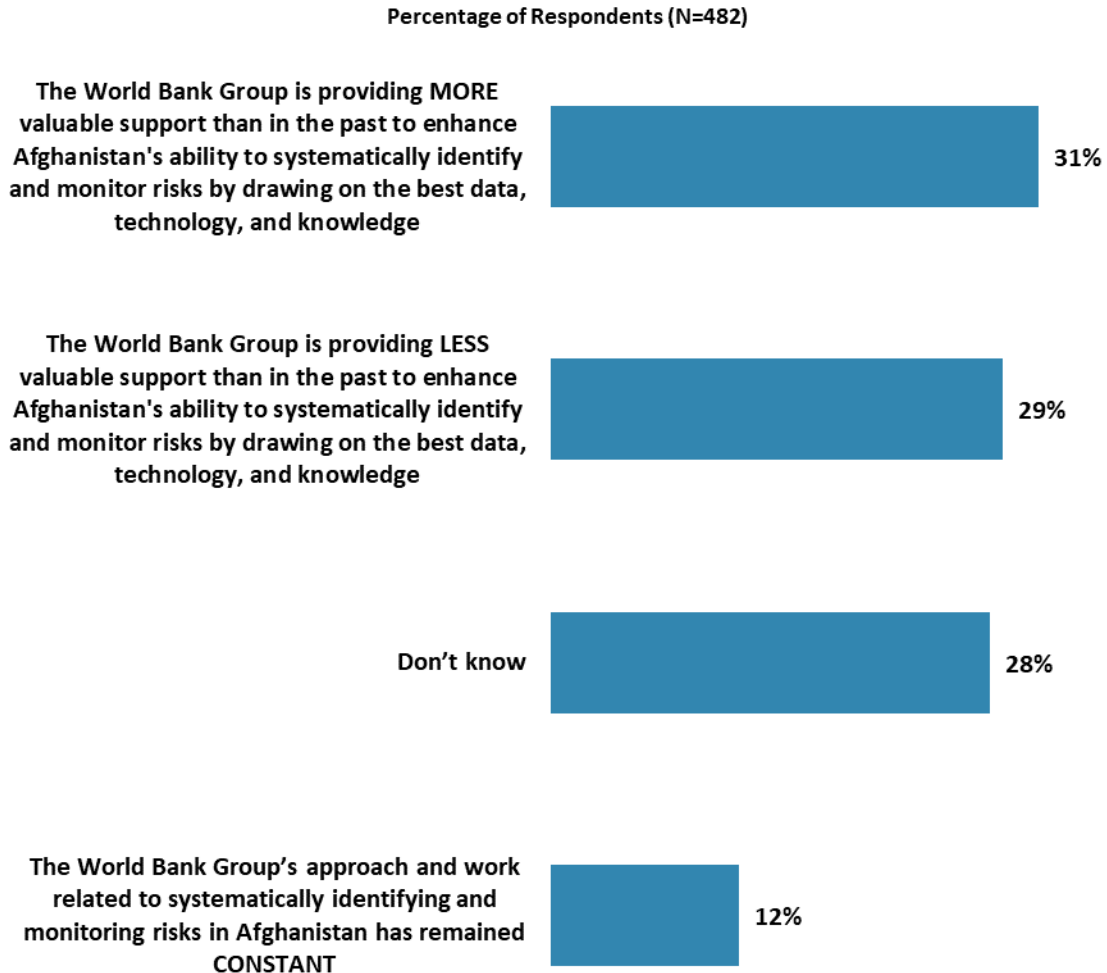 Percentage of Respondents (N=482)
The World Bank Group is providing MORE
valuable support than in the past to enhance
Afghanistan's ability to systematically identify
and monitor risks by drawing on the best data,
technology, and knowledge
31%
The World Bank Group is providing LESS
valuable support than in the past to enhance
Afghanistan's ability to systematically identify
and monitor risks by drawing on the best data,
technology, and knowledge
29%
Don’t know
28%
The World Bank Group’s approach and work
related to systematically identifying and
monitoring risks in Afghanistan has remained
CONSTANT
12%